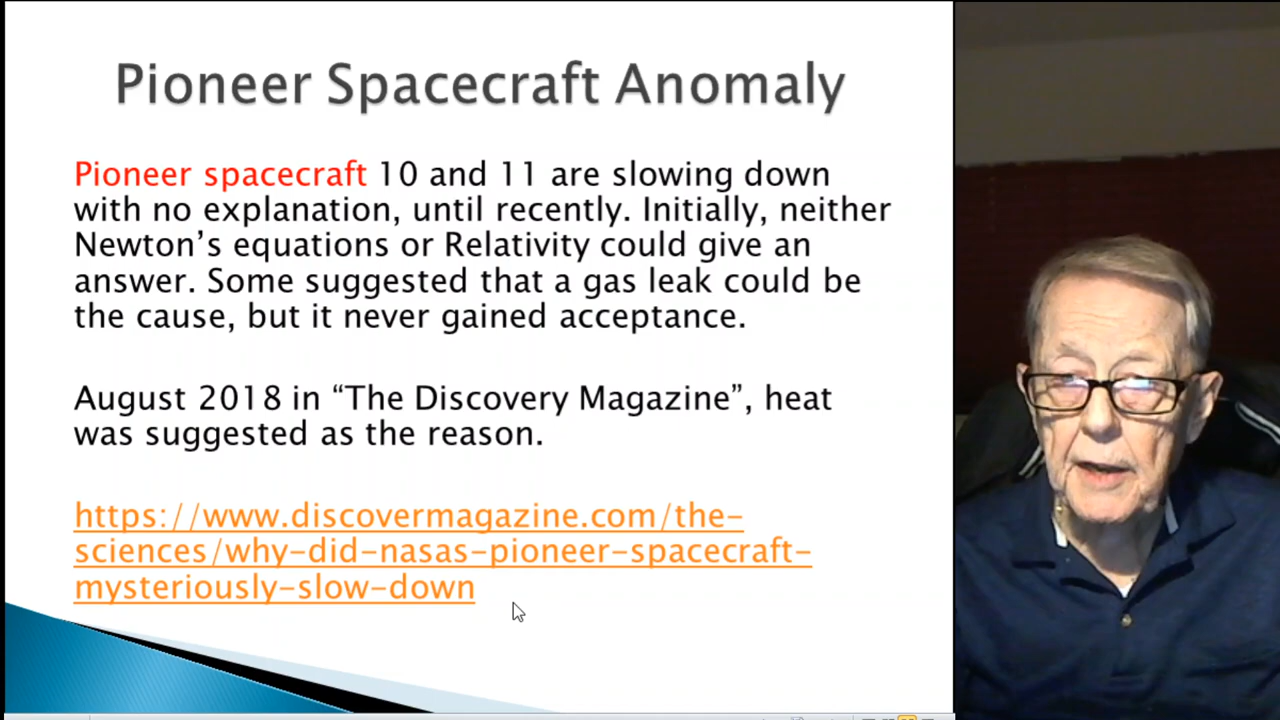 Pioneer Spacecraft Anomaly
Pioneer spacecraft 10 and 11 are slowing down
with no explanation, until recently. Initially, neither
Newton’s equations or Relativity could give an
answer. Some suggested that a gas leak could be
the cause, but it never gained acceptance.
August 2018 in “The Discovery Magazine”, heat
was suggested as the reason.
https://www.discovermagazine.com/the-
sciences/why-did-nasas-pioneer-spacecraft-
mysteriously-slow-down